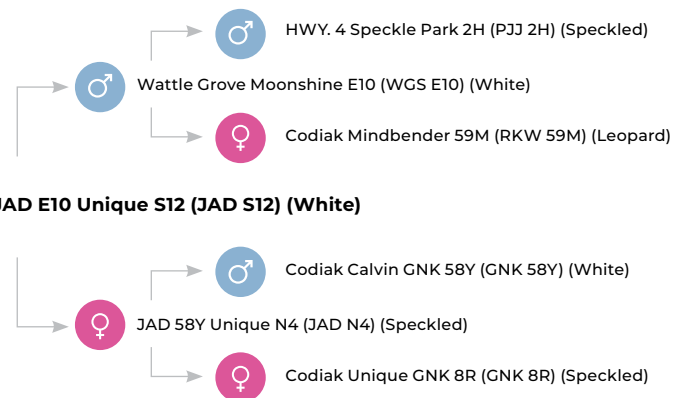 HWY. 4 Speckle Park 2H (PJJ 2H) (Speckled)
Wattle Grove Moonshine E10 (WGS E10) (White)
Codiak Mindbender 59M (RKW 59M) (Leopard)
JAD E10 Unique S12 (JAD S12) (White)
Codiak Calvin GNK 58Y (GNK 58Y) (White)
JAD 58Y Unique N4 (JAD N4) (Speckled)
Codiak Unique GNK 8R (GNK 8R) (Speckled)